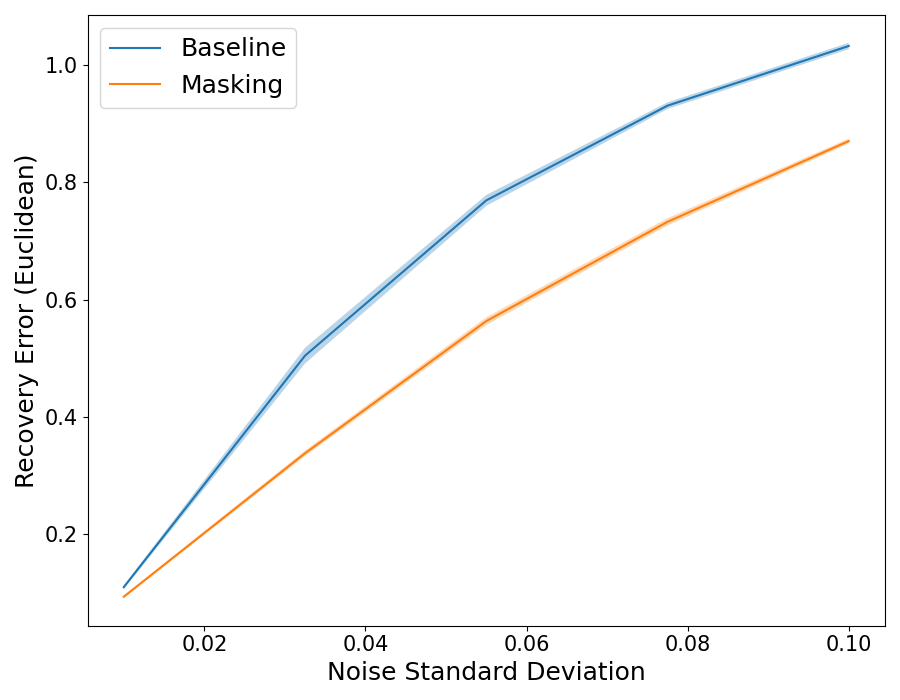 Baseline
Masking
Recovery Error (Euclidean)
1.0
0.8
0.6
0.4
0.2
0.02 0.04 0.06 0.08 0.10
Noise Standard Deviation